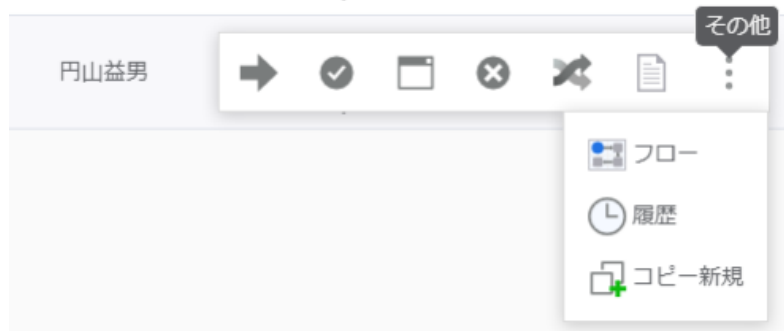 その他
円山益男
フロー
履歴
コピー新規